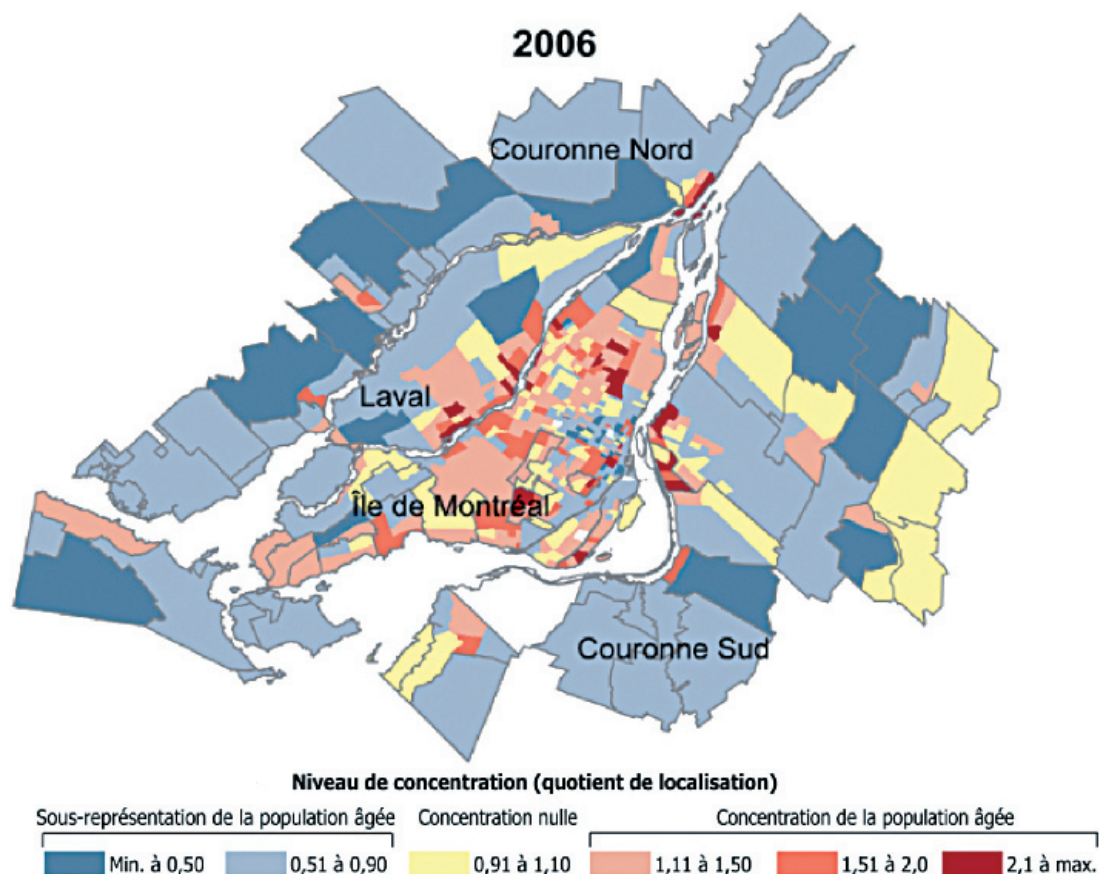 2006
Couronne Nord
Laval
Île de Montréal
Couronne Sud
Niveau de concentration (quotient de localisation)
Sous-représentation de la population âgée Concentration nulle Concentration de la population âgée
Min. à 0,50 0,51 à 0,90 0,91 à 1,10 1,11 à 1,50 1,51 à 2,0 2,1 à max.